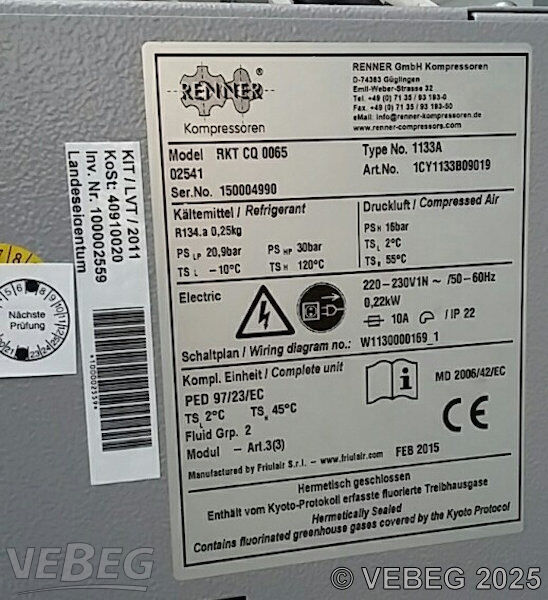 RENNER®
Kompressoren
RENNER GmbH Kompressoren
D-74363 Güglingen
Emil-Weber-Strasse 32
Tel. +49 (0) 71 35 / 93 193-0
Fax. +49 (0) 71 35 / 93 193-50
eMail: info@renner-kompressoren.de
www.renner-compressors.com
Model RKT CQ 0065
02541
Ser.No. 150004990
Type No. 1133A
Art.No. 1CY1133B09019
Kältemittel / Refrigerant
R134.a 0,25kg
PS LP 20,9bar PS HP 30bar
TS L -10°C TS H 120°C
Druckluft / Compressed Air
PS H 16bar
TS L 2°C
TS H 55°C
Electric
220-230V1N ~ /50-60Hz
0,22kW
10A / IP 22
Schaltplan / Wiring diagram no.: W1130000169_1
Kompl. Einheit / Complete unit
PED 97/23/EC
TS L 2°C TS H 45°C
Fluid Grp. 2
Modul - Art.3(3)
i
MD 2006/42/EC
CE
Manufactured by Friulair S.r.l. - www.friulair.com FEB 2015
Hermetisch geschlossen
Enthält vom Kyoto-Protokoll erfasste fluorierte Treibhausgase
Hermetically Sealed
Contains fluorinated greenhouse gases covered by the Kyoto Protocol
KIT / LVT / 2011
KoSt: 40910020
Inv. Nr. 100002559
Landeseigentum
*100002559*
Nächste
Prüfung
VEBEG
© VEBEG 2025